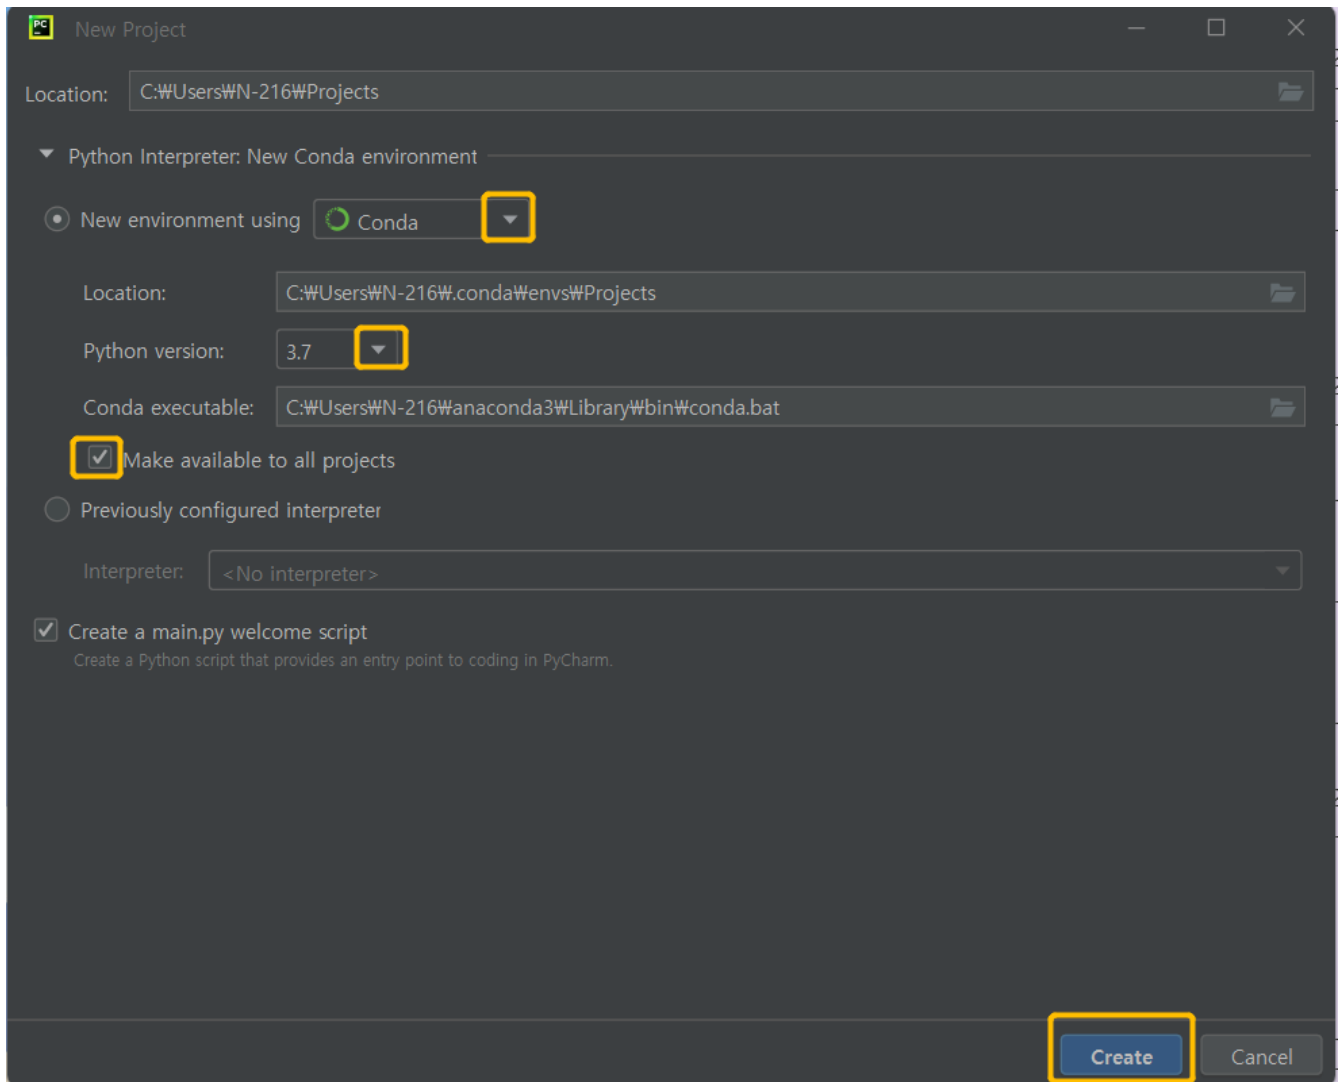 PC
New Project
Location: C:₩Users₩N-216₩Projects
Python Interpreter: New Conda environment
New environment using Conda
Location: C:₩Users₩N-216₩.conda₩envs₩Projects
Python version: 3.7
Conda executable: C:₩Users₩N-216₩anaconda3₩Library₩bin₩conda.bat
Make available to all projects
Previously configured interpreter
Interpreter: <No interpreter>
Create a main.py welcome script
Create a Python script that provides an entry point to coding in PyCharm.
Create Cancel